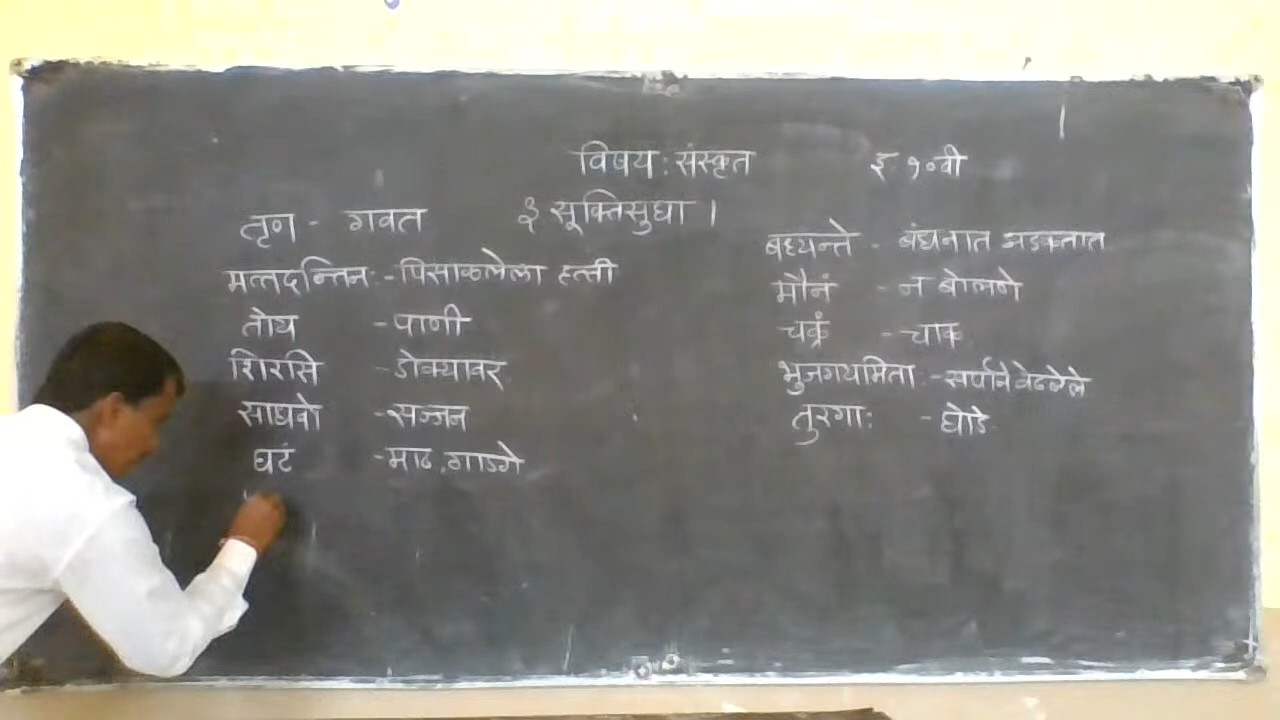 विषय: संस्कृत इ १०वी
३ सूक्तिसुधा ।
तृण - गवत
मत्तदन्तिन: - पिसाळलेला हत्ती
तोय - पाणी
शिरसि - डोक्यावर
साधवो - सज्जन
घटं - माठ, गाडगे
बध्यन्ते - बंधनात अडकतात
मौनं - न बोलणे
चक्रं - चाक
भुजगयमिता: - सर्पाने वेढलेले
तुरगा: - घोडे